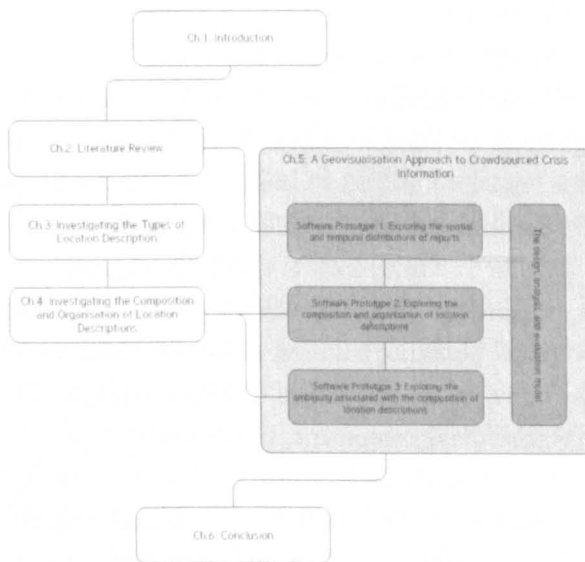 Ch.1: Introduction
Ch.2: Literature Review
Ch.3: Investigating the Types of
Location Description
Ch.4: Investigating the Composition
and Organisation of Location
Descriptions
Ch.5: A Geovisualisation Approach to Crowdsourced Crisis
Information
Software Prototype 1: Exploring the spatial
and temporal distributions of reports
Software Prototype 2: Exploring the
composition and organization of location
descriptions
Software Prototype 3: Exploring the
ambiguity associated with the composition of
location descriptions
The design, analysis, and evaluation model
Ch.6: Conclusion